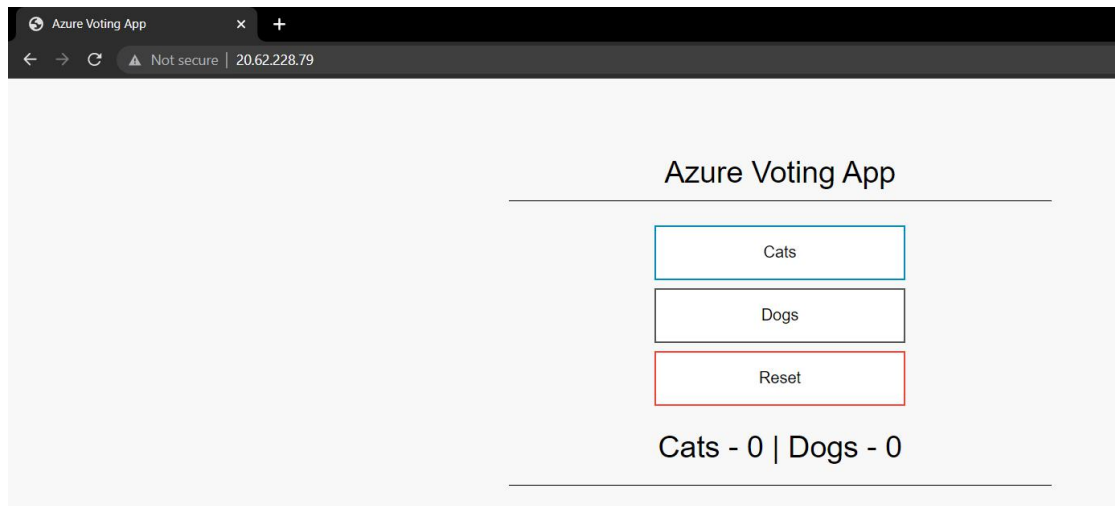 Azure Voting App
Not secure | 20.62.228.79
Azure Voting App
Cats
Dogs
Reset
Cats - 0 | Dogs - 0